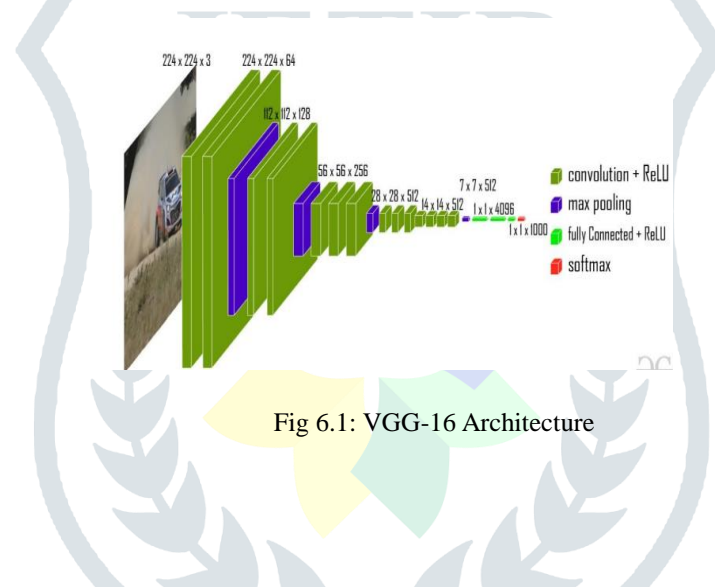 224 x 224 x 3
224 x 224 x 64
112 x 112 x 128
56 x 56 x 256
28 x 28 x 512
14 x 14 x 512
7 x 7 x 512
1 x 1 x 4096
1 x 1 x 1000
convolution + ReLU
max pooling
fully Connected + ReLU
softmax
Fig 6.1: VGG-16 Architecture